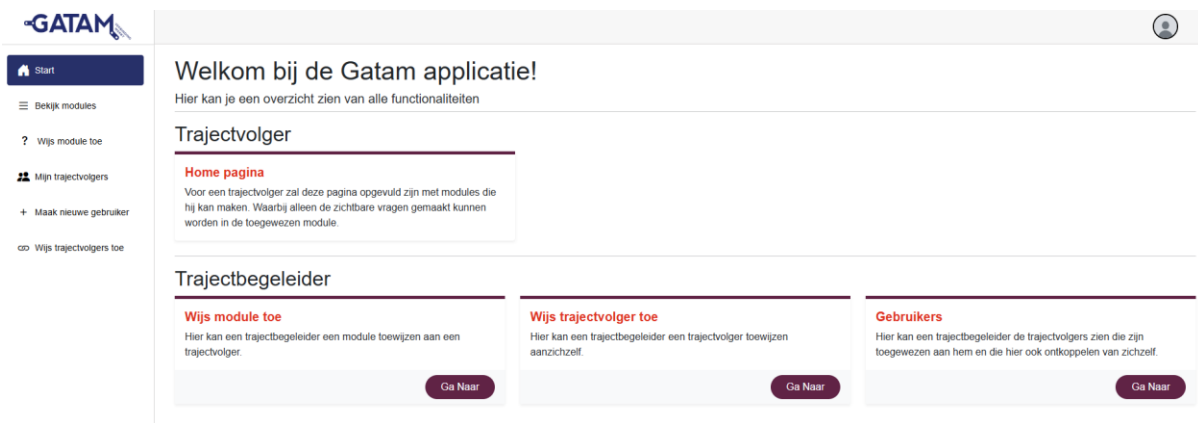 GATAM
Start
Bekijk modules
? Wijs module toe
Mijn trajectvolgers
+ Maak nieuwe gebruiker
Wijs trajectvolgers toe
Welkom bij de Gatam applicatie!
Hier kan je een overzicht zien van alle functionaliteiten
Trajectvolger
Home pagina
Voor een trajectvolger zal deze pagina opgevuld zijn met modules die
hij kan maken. Waarbij alleen de zichtbare vragen gemaakt kunnen
worden in de toegewezen module.
Trajectbegeleider
Wijs module toe
Hier kan een trajectbegeleider een module toewijzen aan een
trajectvolger.
Ga Naar
Wijs trajectvolger toe
Hier kan een trajectbegeleider een trajectvolger toewijzen
aanzichzelf.
Ga Naar
Gebruikers
Hier kan een trajectbegeleider de trajectvolgers zien die zijn
toegewezen aan hem en die hier ook ontkoppelen van zichzelf.
Ga Naar